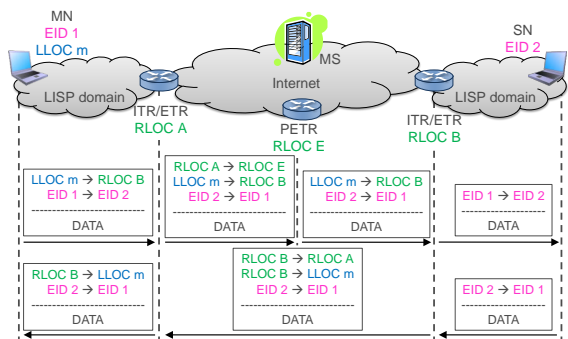 MN
EID 1
LLOC m
MS
SN
EID 2
LISP domain
Internet
LISP domain
ITR/ETR
RLOC A
PETR
RLOC E
ITR/ETR
RLOC B
LLOC m → RLOC B
EID 1 → EID 2
------------------------
DATA
RLOC A → RLOC E
LLOC m → RLOC B
EID 2 → EID 1
------------------------
DATA
LLOC m → RLOC B
EID 2 → EID 1
------------------------
DATA
EID 1 → EID 2
------------------------
DATA
RLOC B → LLOC m
EID 2 → EID 1
------------------------
DATA
RLOC B → RLOC A
RLOC B → LLOC m
EID 2 → EID 1
------------------------
DATA
EID 2 → EID 1
------------------------
DATA